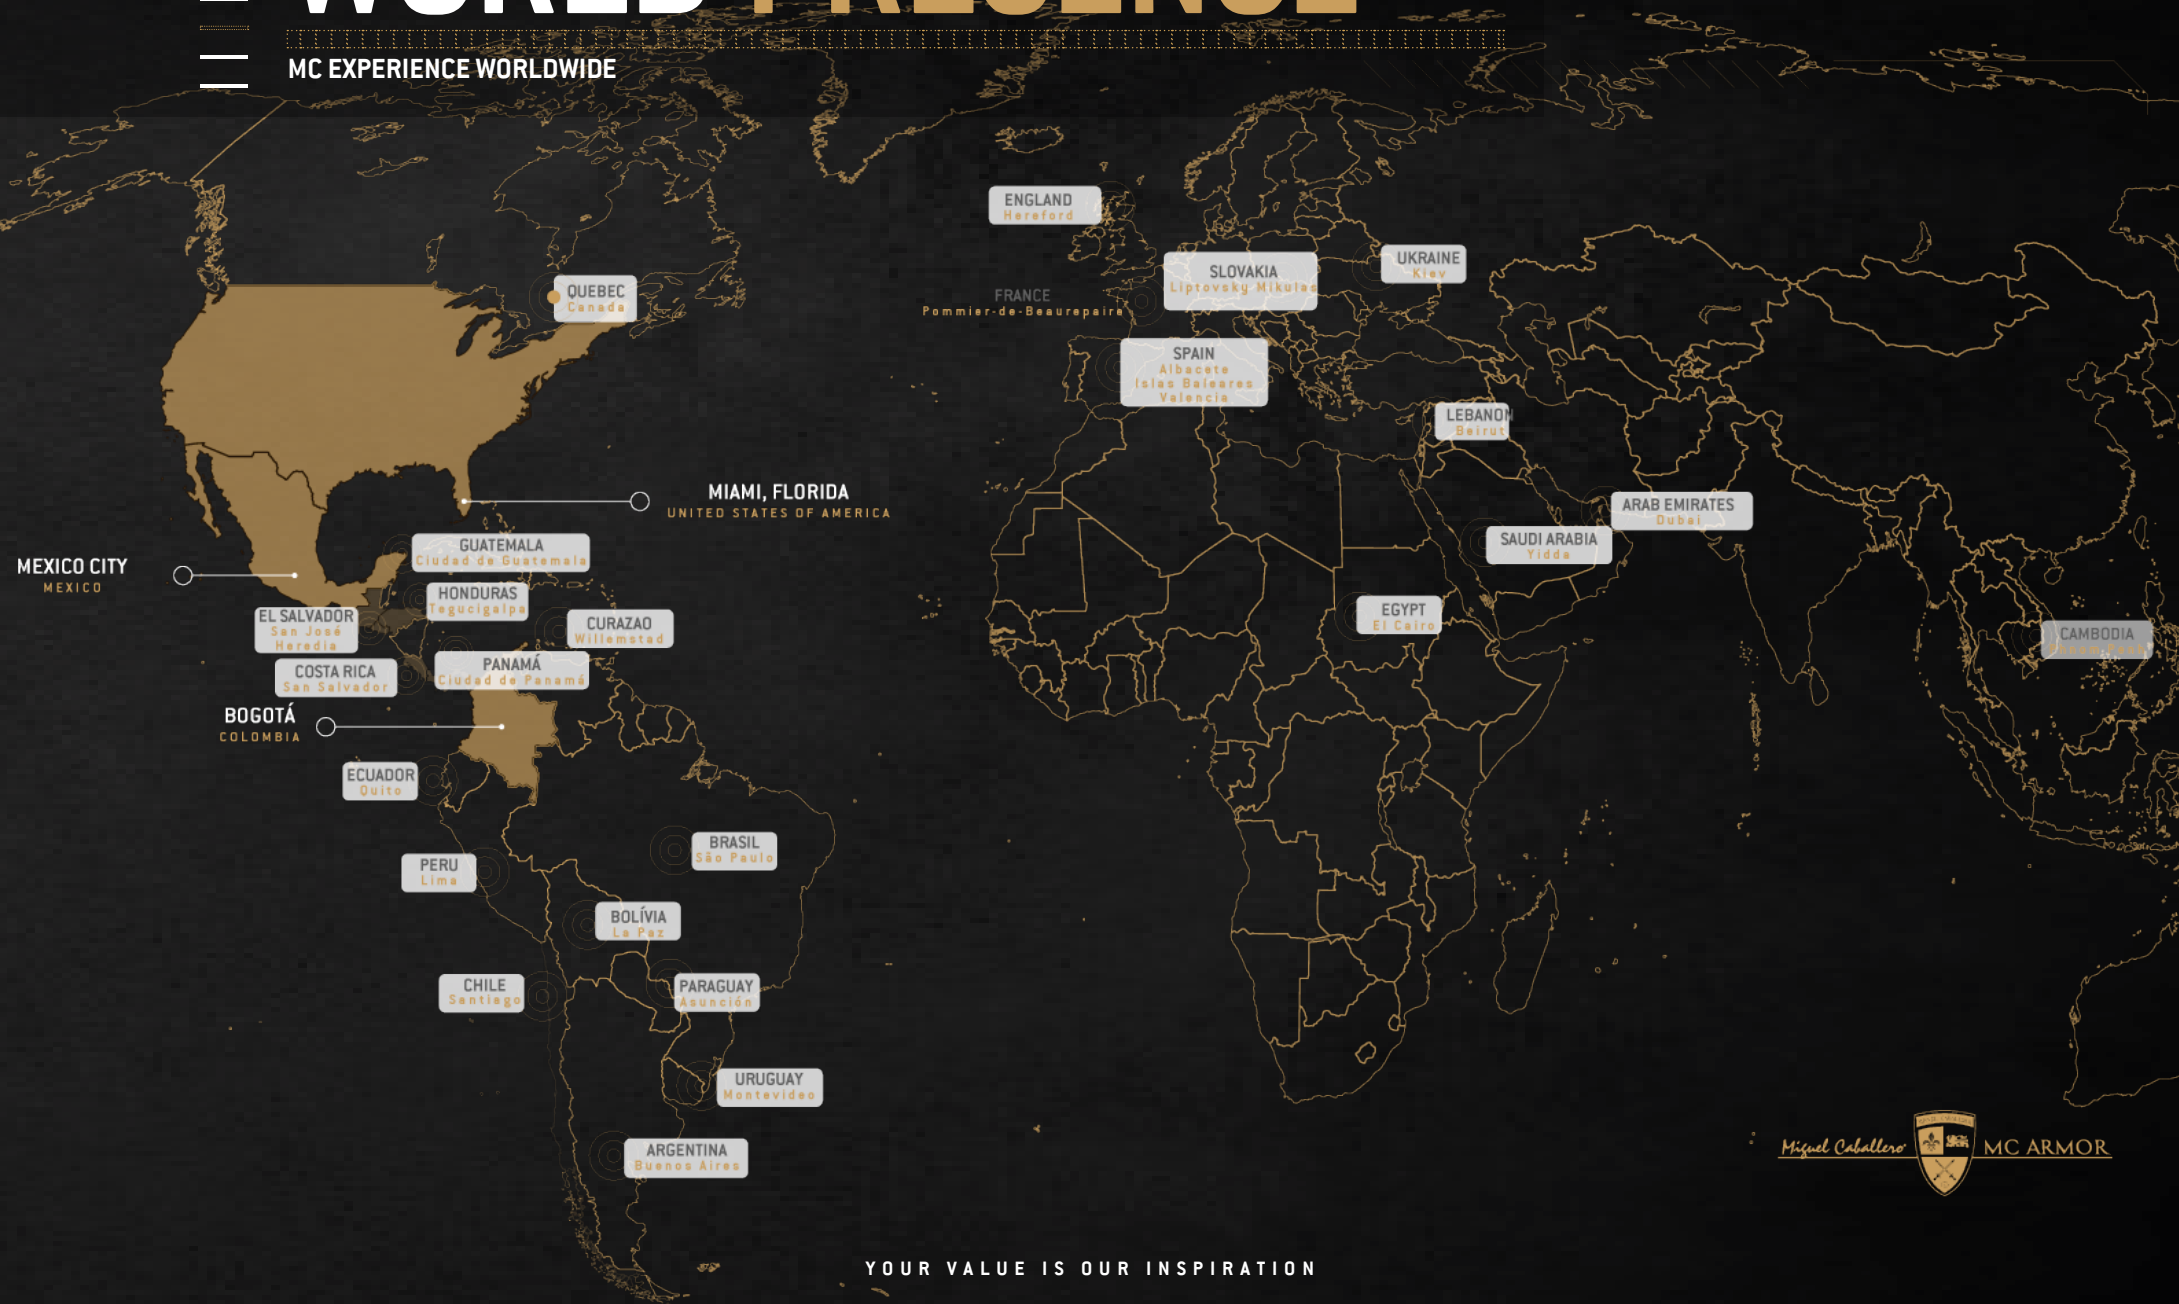 WORLD PRESENCE
MC EXPERIENCE WORLDWIDE
ENGLAND
Hereford
SLOVAKIA
Liptovsky Mikulas
UKRAINE
Kiev
QUEBEC
Canada
FRANCE
Pommier-de-Beaurepaire
SPAIN
Albacete
Islas Baleares
Valencia
LEBANON
Beirut
MIAMI, FLORIDA
UNITED STATES OF AMERICA
ARAB EMIRATES
Dubai
SAUDI ARABIA
Yidda
GUATEMALA
Ciudad de Guatemala
MEXICO CITY
MEXICO
HONDURAS
Tegucigalpa
EL SALVADOR
San José
Heredia
CURAZAO
Willemstad
EGYPT
El Cairo
CAMBODIA
COSTA RICA
San Salvador
PANAMÁ
Ciudad de Panamá
BOGOTÁ
COLOMBIA
ECUADOR
Quito
BRASIL
São Paulo
PERU
Lima
BOLÍVIA
La Paz
CHILE
Santiago
PARAGUAY
Asunción
URUGUAY
Montevideo
ARGENTINA
Buenos Aires
Miguel Caballero MC ARMOR
YOUR VALUE IS OUR INSPIRATION